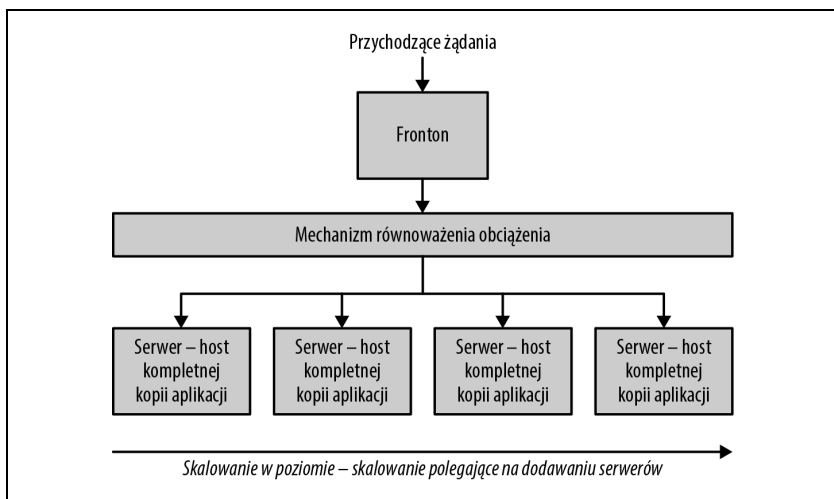 Przychodzące żądania
Fronton
Mechanizm równoważenia obciążenia
Serwer – host
kompletnej
kopii aplikacji
Serwer – host
kompletnej
kopii aplikacji
Serwer – host
kompletnej
kopii aplikacji
Serwer – host
kompletnej
kopii aplikacji
Skalowanie w poziomie – skalowanie polegające na dodawaniu serwerów